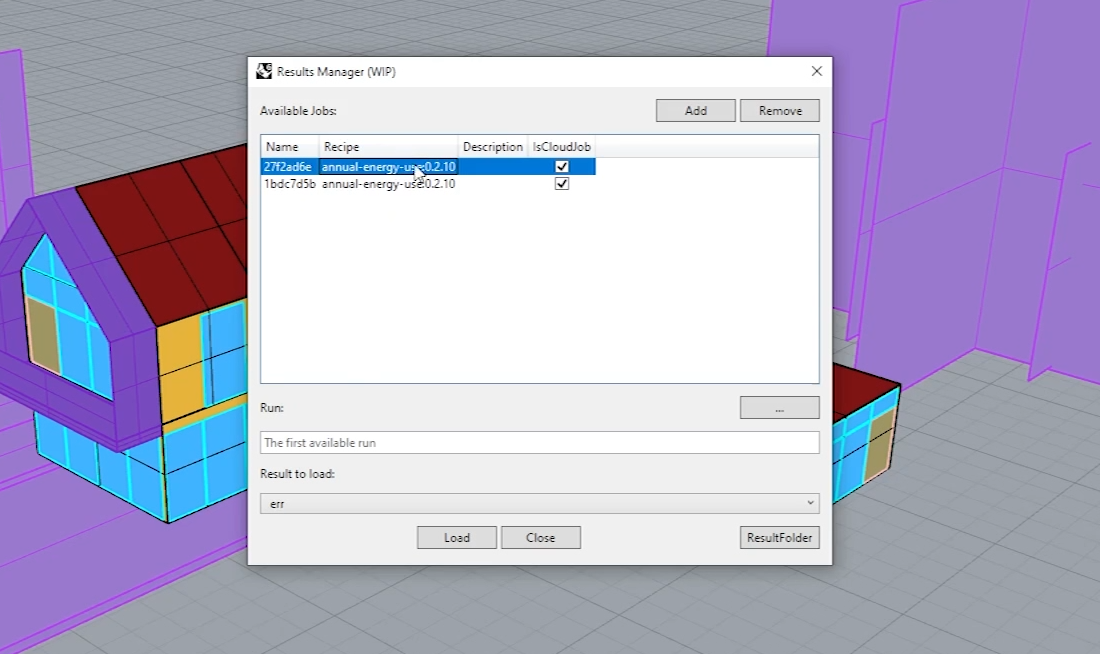 Results Manager (WIP)
Available Jobs:
Add
Remove
Name Recipe Description IsCloudJob
27f2ad6e annual-energy-use:0.2.10
1bdc7d5b annual-energy-use:0.2.10
Run:
...
The first available run
Result to load:
err
Load
Close
ResultFolder